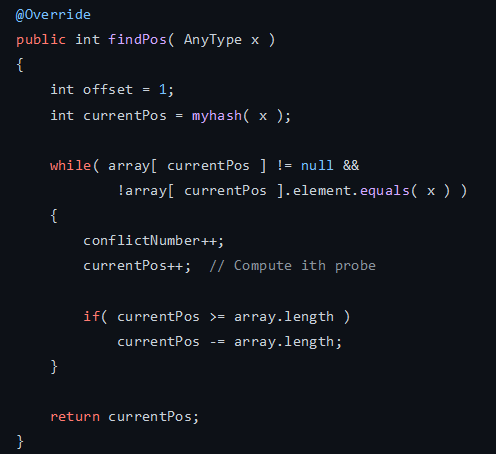 @Override
public int findPos( AnyType x )
{
    int offset = 1;
    int currentPos = myhash( x );

    while( array[ currentPos ] != null &&
            !array[ currentPos ].element.equals( x ) )
    {
        conflictNumber++;
        currentPos++;  // Compute ith probe

        if( currentPos >= array.length )
            currentPos -= array.length;
    }

    return currentPos;
}